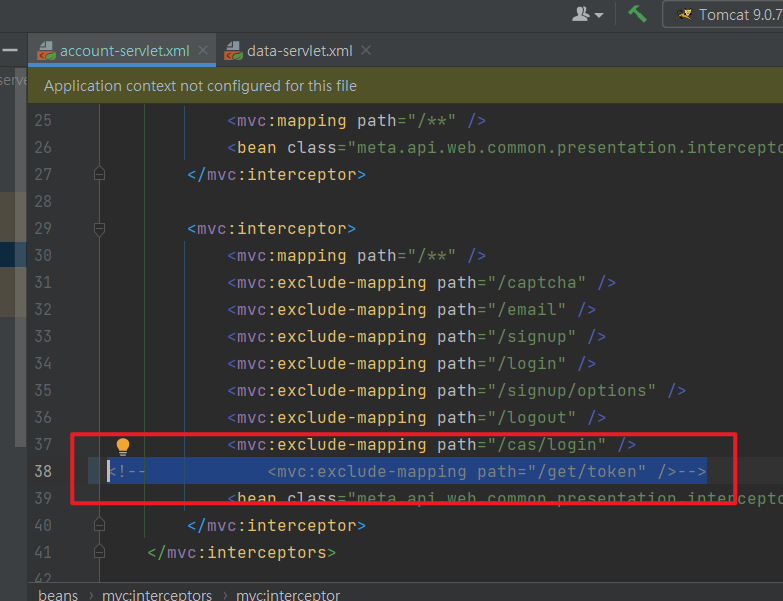 Tomcat 9.0.7
account-servlet.xml
data-servlet.xml
serve
Application context not configured for this file
25 <mvc:mapping path="/**" />
26 <bean class="meta.api.web.common.presentation.intercepto
27 </mvc:interceptor>
28
29 <mvc:interceptor>
30 <mvc:mapping path="/**" />
31 <mvc:exclude-mapping path="/captcha" />
32 <mvc:exclude-mapping path="/email" />
33 <mvc:exclude-mapping path="/signup" />
34 <mvc:exclude-mapping path="/login" />
35 <mvc:exclude-mapping path="/signup/options" />
36 <mvc:exclude-mapping path="/logout" />
37 <mvc:exclude-mapping path="/cas/login" />
38 <!-- <mvc:exclude-mapping path="/get/token" />-->
39 <bean class="meta.api.web.common.presentation.intercepto
40 </mvc:interceptor>
41 </mvc:interceptors>
42
beans › mvc:interceptors › mvc:interceptor